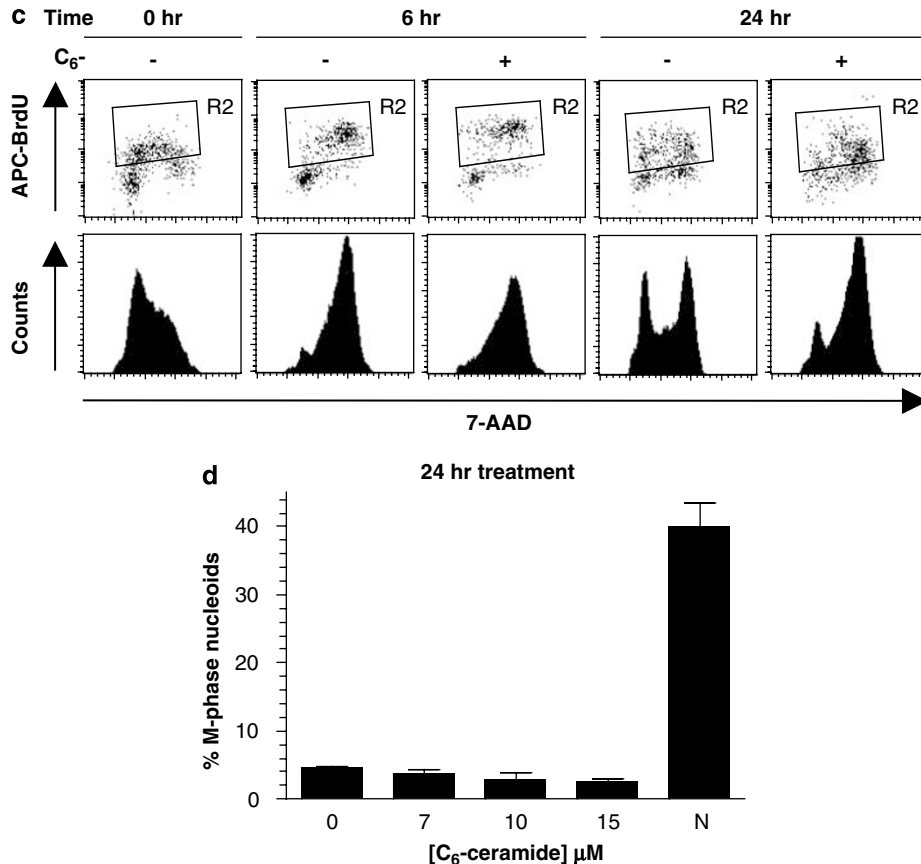 c Time 0 hr 6 hr 24 hr
C6- - - + - +
APC-BrdU
R2 R2 R2 R2 R2
Counts
7-AAD
d 24 hr treatment
% M-phase nucleoids
40
30
20
10
0
0 7 10 15 N
[C6-ceramide] μM